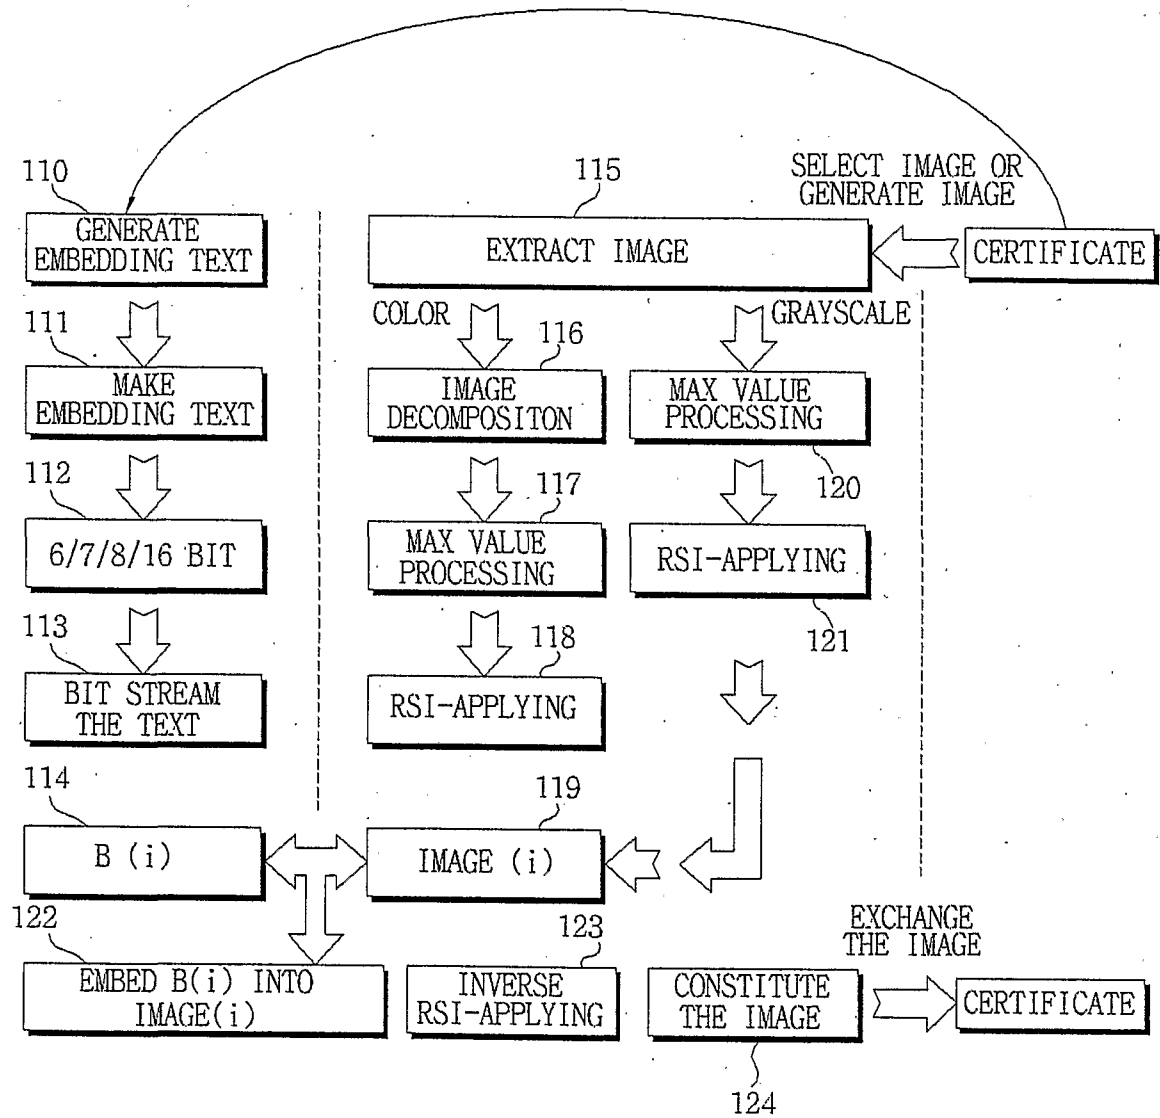 110
115
SELECT IMAGE OR
GENERATE IMAGE
GENERATE
EMBEDDING TEXT
EXTRACT IMAGE
CERTIFICATE
111
COLOR
116
GRAYSCALE
MAKE
EMBEDDING TEXT
IMAGE
DECOMPOSITON
MAX VALUE
PROCESSING
112
117
120
6/7/8/16 BIT
MAX VALUE
PROCESSING
RSI-APPLYING
113
118
121
BIT STREAM
THE TEXT
RSI-APPLYING
114
119
B (i)
IMAGE (i)
122
123
EXCHANGE
THE IMAGE
EMBED B(i) INTO
IMAGE(i)
INVERSE
RSI-APPLYING
CONSTITUTE
THE IMAGE
CERTIFICATE
124